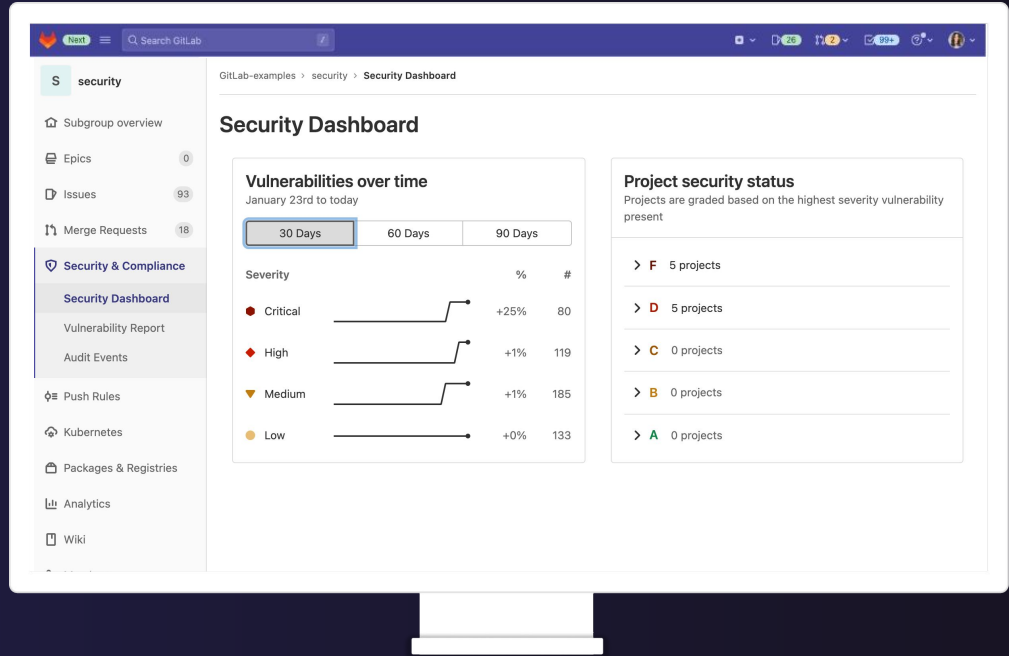 Next
Search GitLab
/
26
2
99+
S security
Subgroup overview
Epics 0
Issues 93
Merge Requests 18
Security & Compliance
Security Dashboard
Vulnerability Report
Audit Events
Push Rules
Kubernetes
Packages & Registries
Analytics
Wiki
GitLab-examples > security > Security Dashboard
Security Dashboard
Vulnerabilities over time
January 23rd to today
30 Days 60 Days 90 Days
Severity % #
Critical +25% 80
High +1% 119
Medium +1% 185
Low +0% 133
Project security status
Projects are graded based on the highest severity vulnerability
present
F 5 projects
D 5 projects
C 0 projects
B 0 projects
A 0 projects